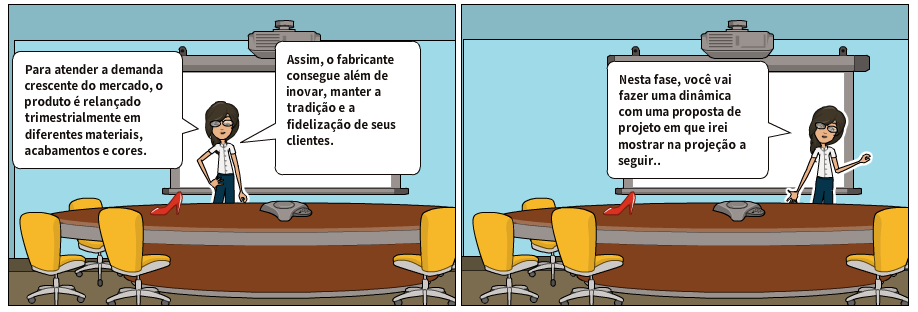 Para atender a demanda
crescente do mercado, o
produto é relançado
trimestralmente em
diferentes materiais,
acabamentos e cores.
Assim, o fabricante
consegue além de
inovar, manter a
tradição e a
fidelização de seus
clientes.
Nesta fase, você vai
fazer uma dinâmica
com uma proposta de
projeto em que irei
mostrar na projeção a
seguir..